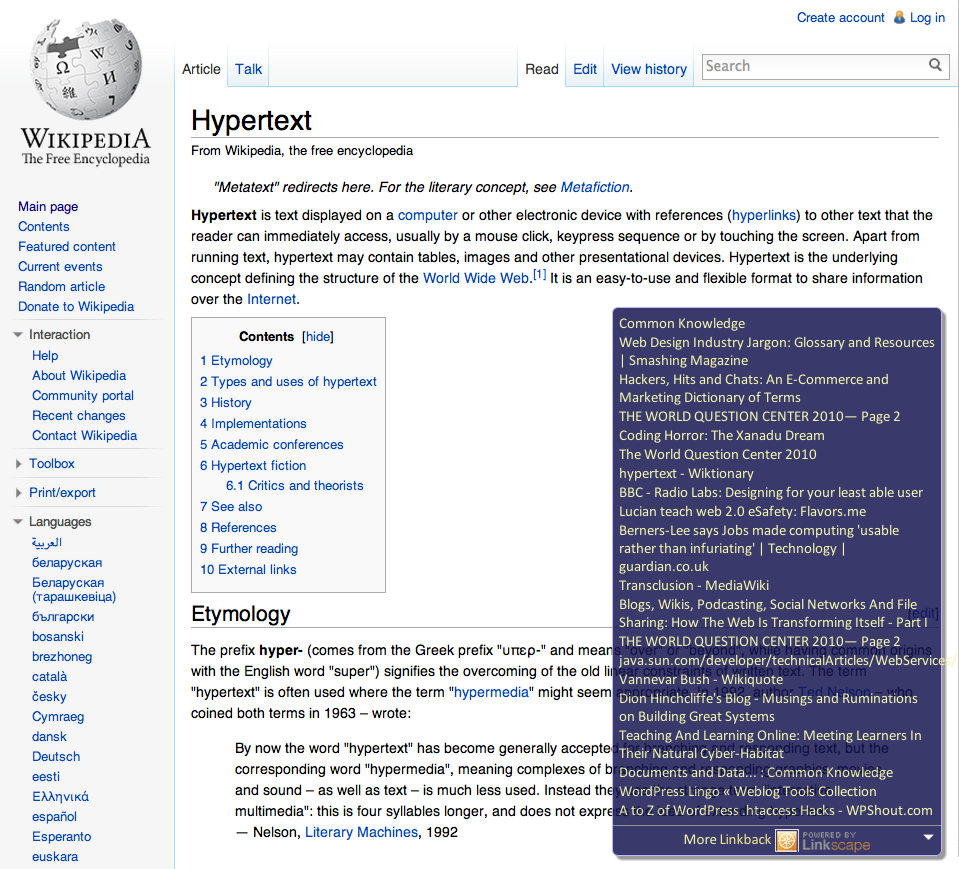 Create account Log in
WIKIPEDIA
The Free Encyclopedia
Article Talk Read Edit View history Search
Main page
Contents
Featured content
Current events
Random article
Donate to Wikipedia
Interaction
Help
About Wikipedia
Community portal
Recent changes
Contact Wikipedia
Toolbox
Print/export
Languages
العربية
беларуская
Беларуская
(тарашкевіца)
български
bosanski
brezhoneg
català
česky
Cymraeg
dansk
Deutsch
eesti
Ελληνικά
español
Esperanto
euskara
Hypertext
From Wikipedia, the free encyclopedia
"Metatext" redirects here. For the literary concept, see Metafiction.
Hypertext is text displayed on a computer or other electronic device with references (hyperlinks) to other text that the
reader can immediately access, usually by a mouse click, keypress sequence or by touching the screen. Apart from
running text, hypertext may contain tables, images and other presentational devices. Hypertext is the underlying
concept defining the structure of the World Wide Web.[1] It is an easy-to-use and flexible format to share information
over the Internet.
Contents [hide]
1 Etymology
2 Types and uses of hypertext
3 History
4 Implementations
5 Academic conferences
6 Hypertext fiction
6.1 Critics and theorists
7 See also
8 References
9 Further reading
10 External links
Etymology [edit]
The prefix hyper- (comes from the Greek prefix "υπερ-" and means "over" or "beyond", while having common origins
with the English word "super") signifies the overcoming of the old linear constraints of written text. The term
"hypertext" is often used where the term "hypermedia" might seem appropriate. In 1992, author Ted Nelson – who
coined both terms in 1963 – wrote:
By now the word "hypertext" has become generally accepted for branching and responding text, but the
corresponding word "hypermedia", meaning complexes of branching and responding graphics, movies
and sound – as well as text – is much less used. Instead they
multimedia": this is four syllables longer, and does not express
— Nelson, Literary Machines, 1992
Common Knowledge
Web Design Industry Jargon: Glossary and Resources
| Smashing Magazine
Hackers, Hits and Chats: An E-Commerce and
Marketing Dictionary of Terms
THE WORLD QUESTION CENTER 2010— Page 2
Coding Horror: The Xanadu Dream
The World Question Center 2010
hypertext - Wiktionary
BBC - Radio Labs: Designing for your least able user
Lucian teach web 2.0 eSafety: Flavors.me
Berners-Lee says Jobs made computing 'usable
rather than infuriating' | Technology |
guardian.co.uk
Transclusion - MediaWiki
Blogs, Wikis, Podcasting, Social Networks And File
Sharing: How The Web Is Transforming Itself - Part I
THE WORLD QUESTION CENTER 2010— Page 2
java.sun.com/developer/technicalArticles/WebServices/
Vannevar Bush - Wikiquote
Dion Hinchcliffe's Blog - Musings and Ruminations
on Building Great Systems
Teaching And Learning Online: Meeting Learners In
Their Natural Cyber-Habitat
Documents and Data... : Common Knowledge
WordPress Lingo « Weblog Tools Collection
A to Z of WordPress .htaccess Hacks - WPShout.com
More Linkback POWERED BY
Linkscape